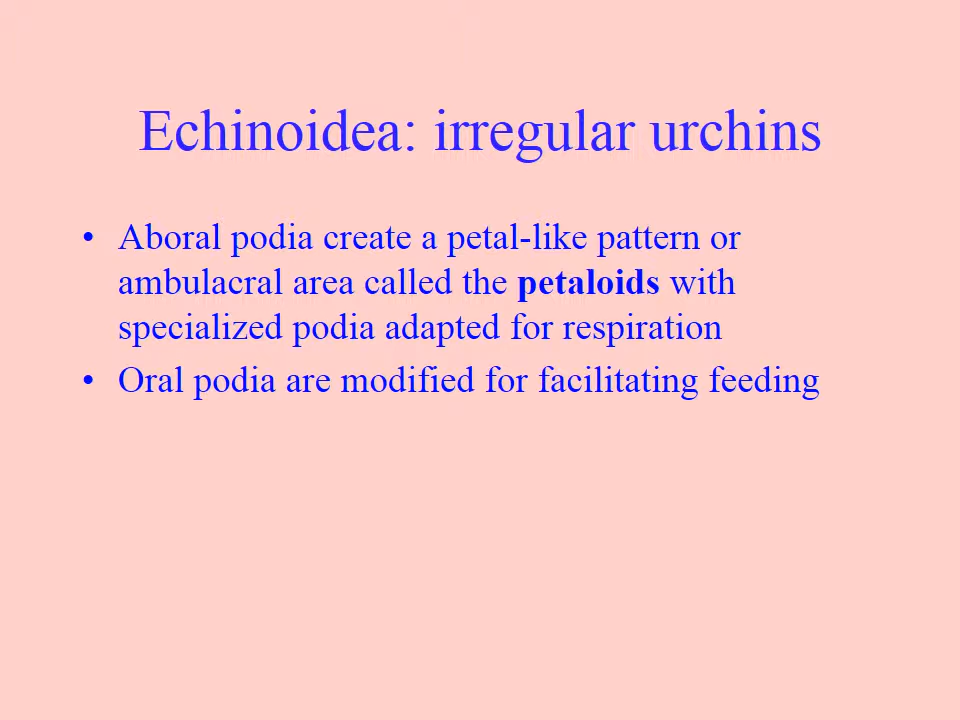 Echinoidea: irregular urchins
• Aboral podia create a petal-like pattern or
ambulacral area called the petaloids with
specialized podia adapted for respiration
• Oral podia are modified for facilitating feeding